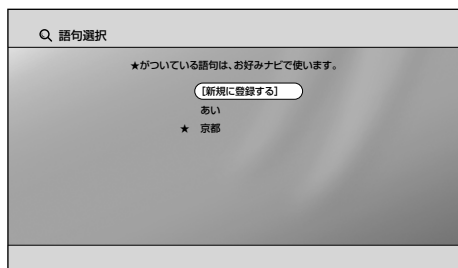 語句選択
★がついている語句は、お好みナビで使います。
[新規に登録する]
あい
★ 京都